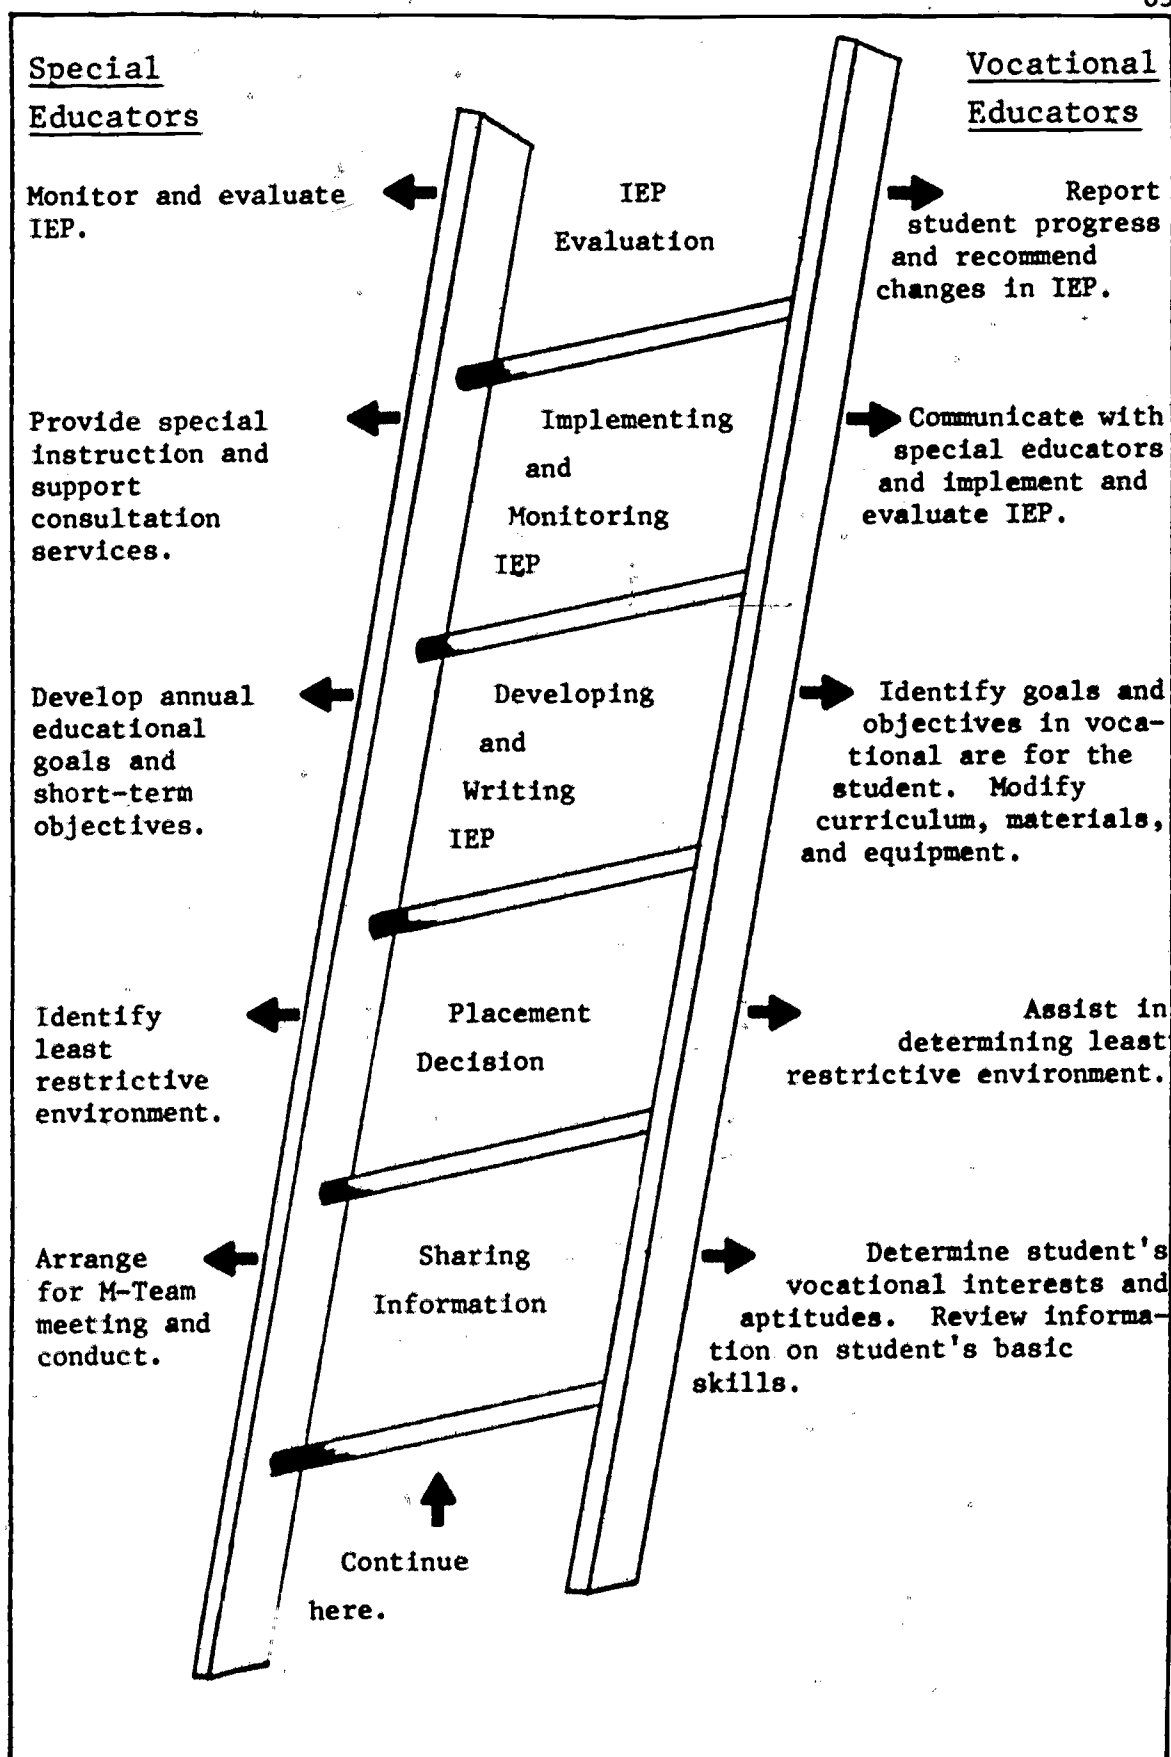 Special
Educators
Vocational
Educators
Monitor and evaluate
IEP.
IEP
Evaluation
Report
student progress
and recommend
changes in IEP.
Provide special
instruction and
support
consultation
services.
Implementing
and
Monitoring
IEP
Communicate with
special educators
and implement and
evaluate IEP.
Develop annual
educational
goals and
short-term
objectives.
Developing
and
Writing
IEP
Identify goals and
objectives in voca-
tional are for the
student. Modify
curriculum, materials,
and equipment.
Identify
least
restrictive
environment.
Placement
Decision
Assist in
determining least
restrictive environment.
Arrange
for M-Team
meeting and
conduct.
Sharing
Information
Determine student's
vocational interests and
aptitudes. Review informa-
tion on student's basic
skills.
Continue
here.